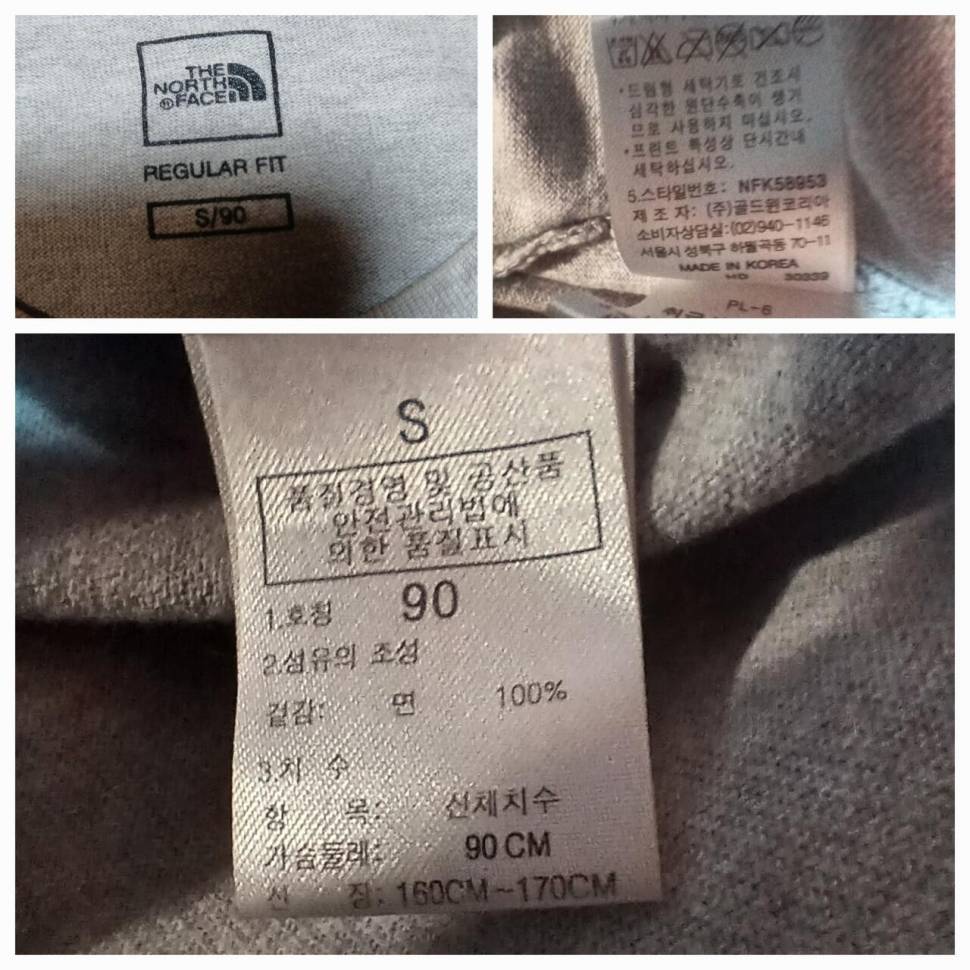 THE
NORTH
®FACE
REGULAR FIT
S/90
•드럼형 세탁기로 건조시
심각한 원단수축이 생기
므로 사용하지 마십시오.
•프린트 특성상 단시간내
세탁하십시오.
5.스타일번호: NFK58953
제 조 자: (주)골드윈코리아
소비자상담실:(02)940-1146
서울시 성북구 하월곡동 70-11
MADE IN KOREA
30339
PL-6
S
품질경영 및 공산품
안전관리법에
의한 품질표시
1.호칭 90
2.섬유의 조성
겉감: 면 100%
3.치 수
항 목: 신체치수
가슴둘레: 90 CM
신 장: 160CM~170CM